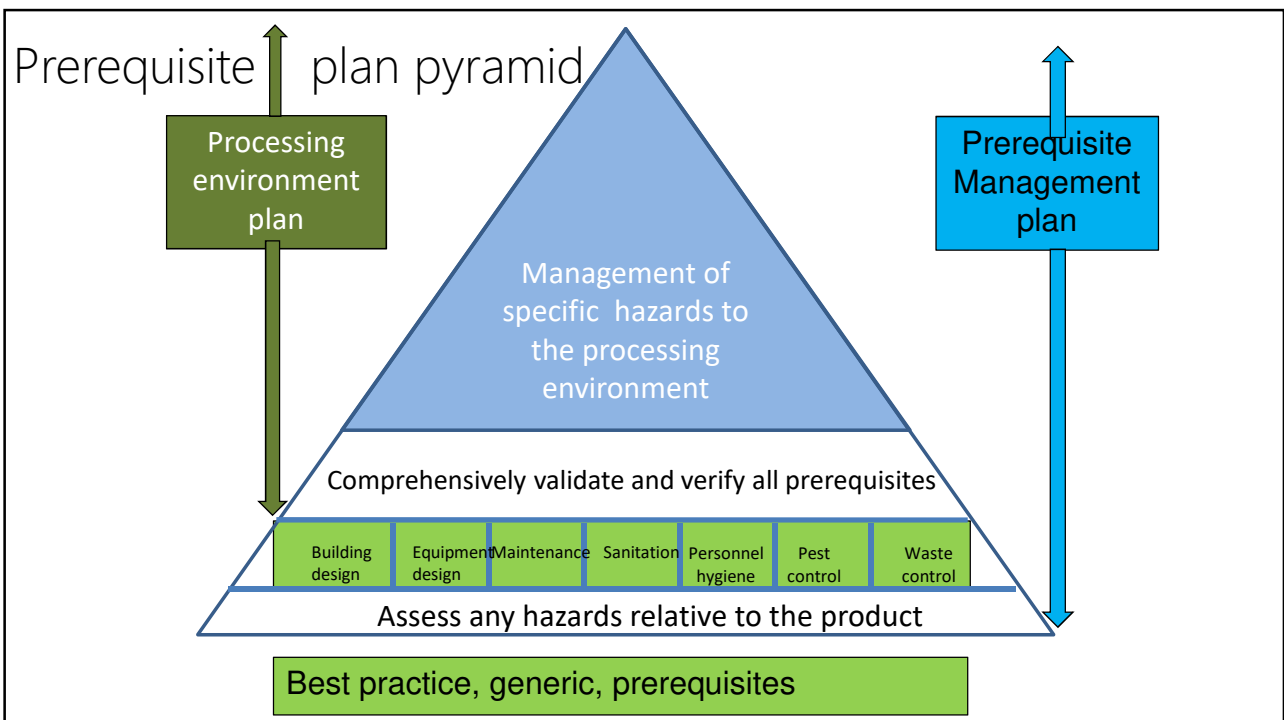 Prerequisite plan pyramid
Processing
environment
plan
Prerequisite
Management
plan
Management of
specific hazards to
the processing
environment
Comprehensively validate and verify all prerequisites
Building
design
Equipment
design
Maintenance
Sanitation
Personnel
hygiene
Pest
control
Waste
control
Assess any hazards relative to the product
Best practice, generic, prerequisites